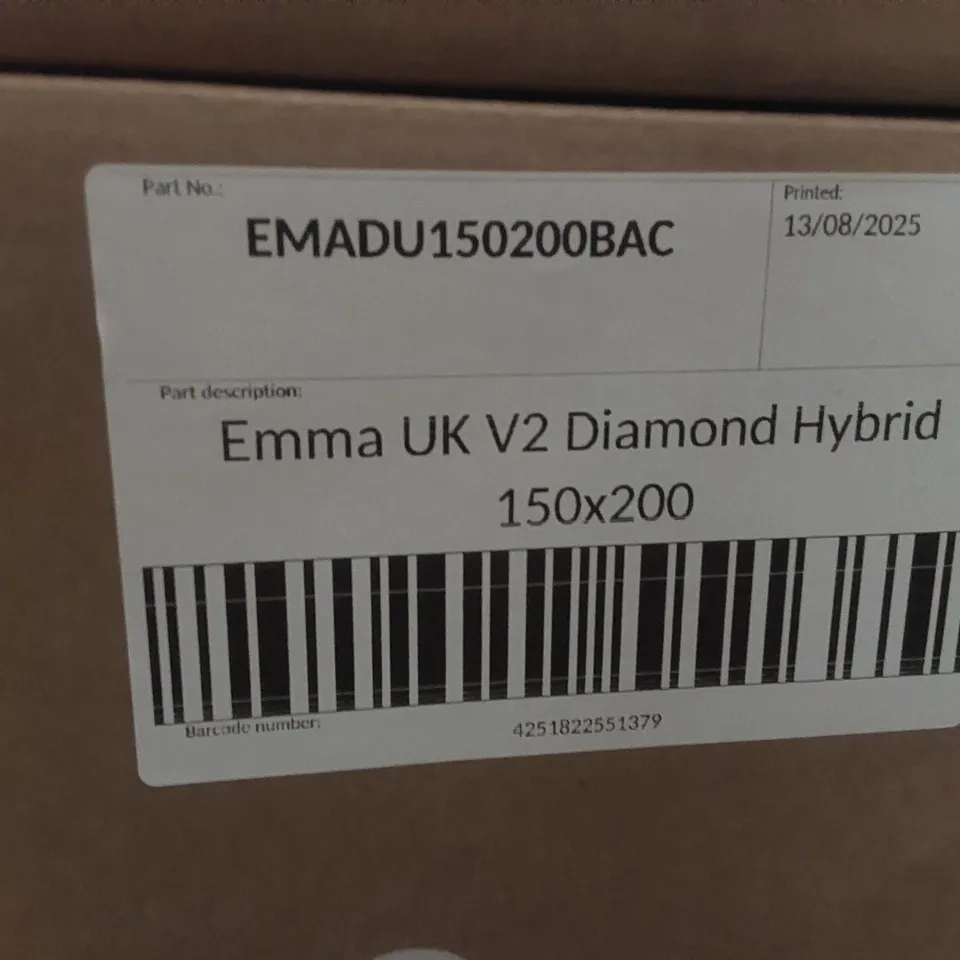 Part No.:
EMADU150200BAC
Printed:
13/08/2025
Part description:
Emma UK V2 Diamond Hybrid
150x200
Barcode number:
4251822551379